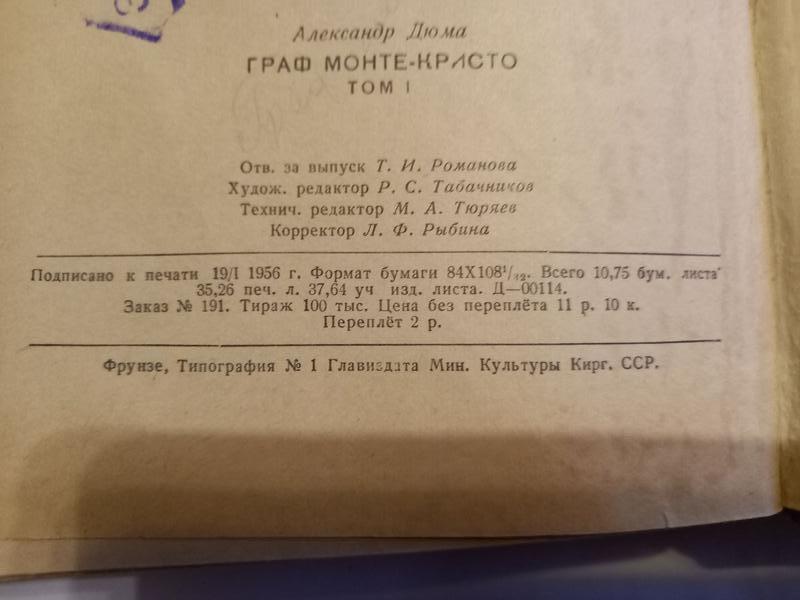 Александр Дюма
ГРАФ МОНТЕ-КРИСТО
ТОМ I
Отв. за выпуск Т. И. Романова
Худож. редактор Р. С. Табачников
Технич. редактор М. А. Тюряев
Корректор Л. Ф. Рыбина
Подписано к печати 19/I 1956 г. Формат бумаги 84Х108¹/₃₂. Всего 10,75 бум. листа
35,26 печ. л. 37,64 уч изд. листа. Д—00114.
Заказ № 191. Тираж 100 тыс. Цена без переплёта 11 р. 10 к.
Переплёт 2 р.
Фрунзе, Типография № 1 Главиздата Мин. Культуры Кирг. ССР.